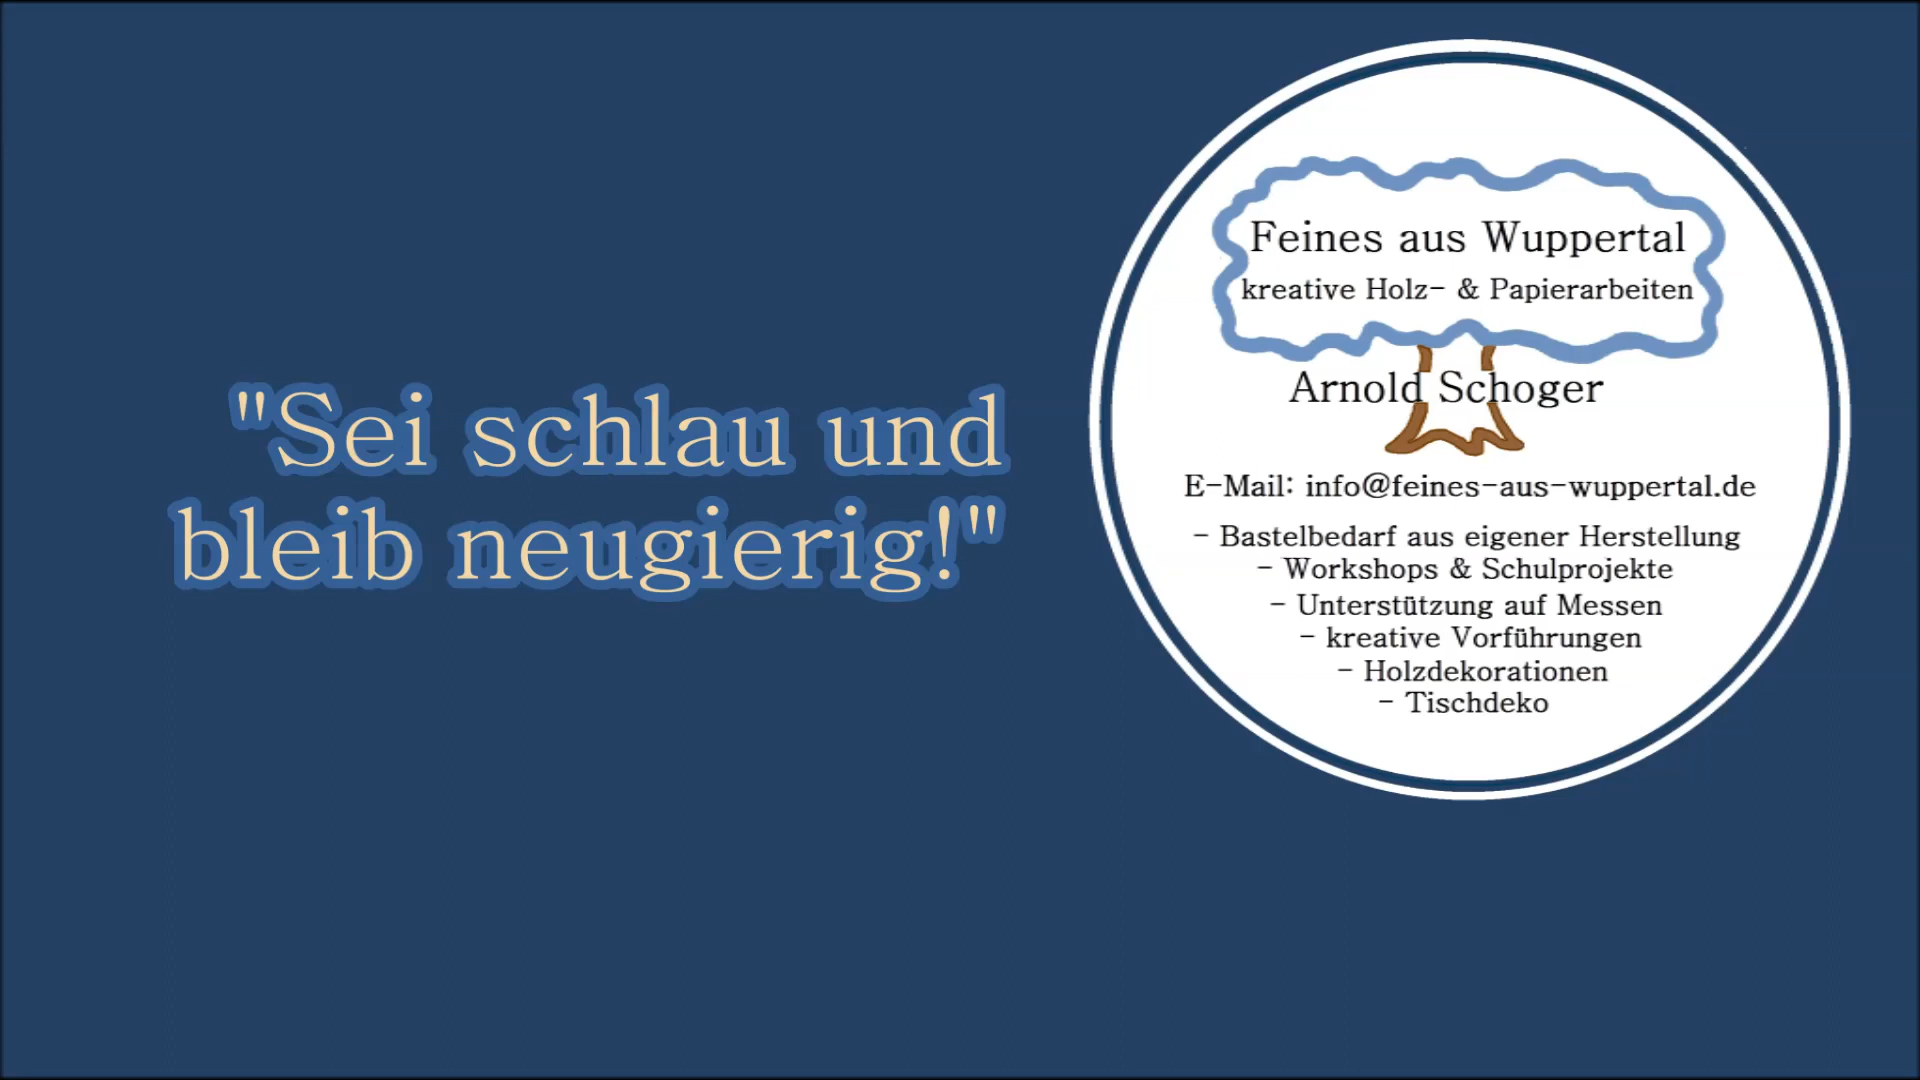 "Sei schlau und
bleib neugierig!"
Feines aus Wuppertal
kreative Holz- & Papierarbeiten
Arnold Schoger
E-Mail: info@feines-aus-wuppertal.de
- Bastelbedarf aus eigener Herstellung
- Workshops & Schulprojekte
- Unterstützung auf Messen
- kreative Vorführungen
- Holzdekorationen
- Tischdeko